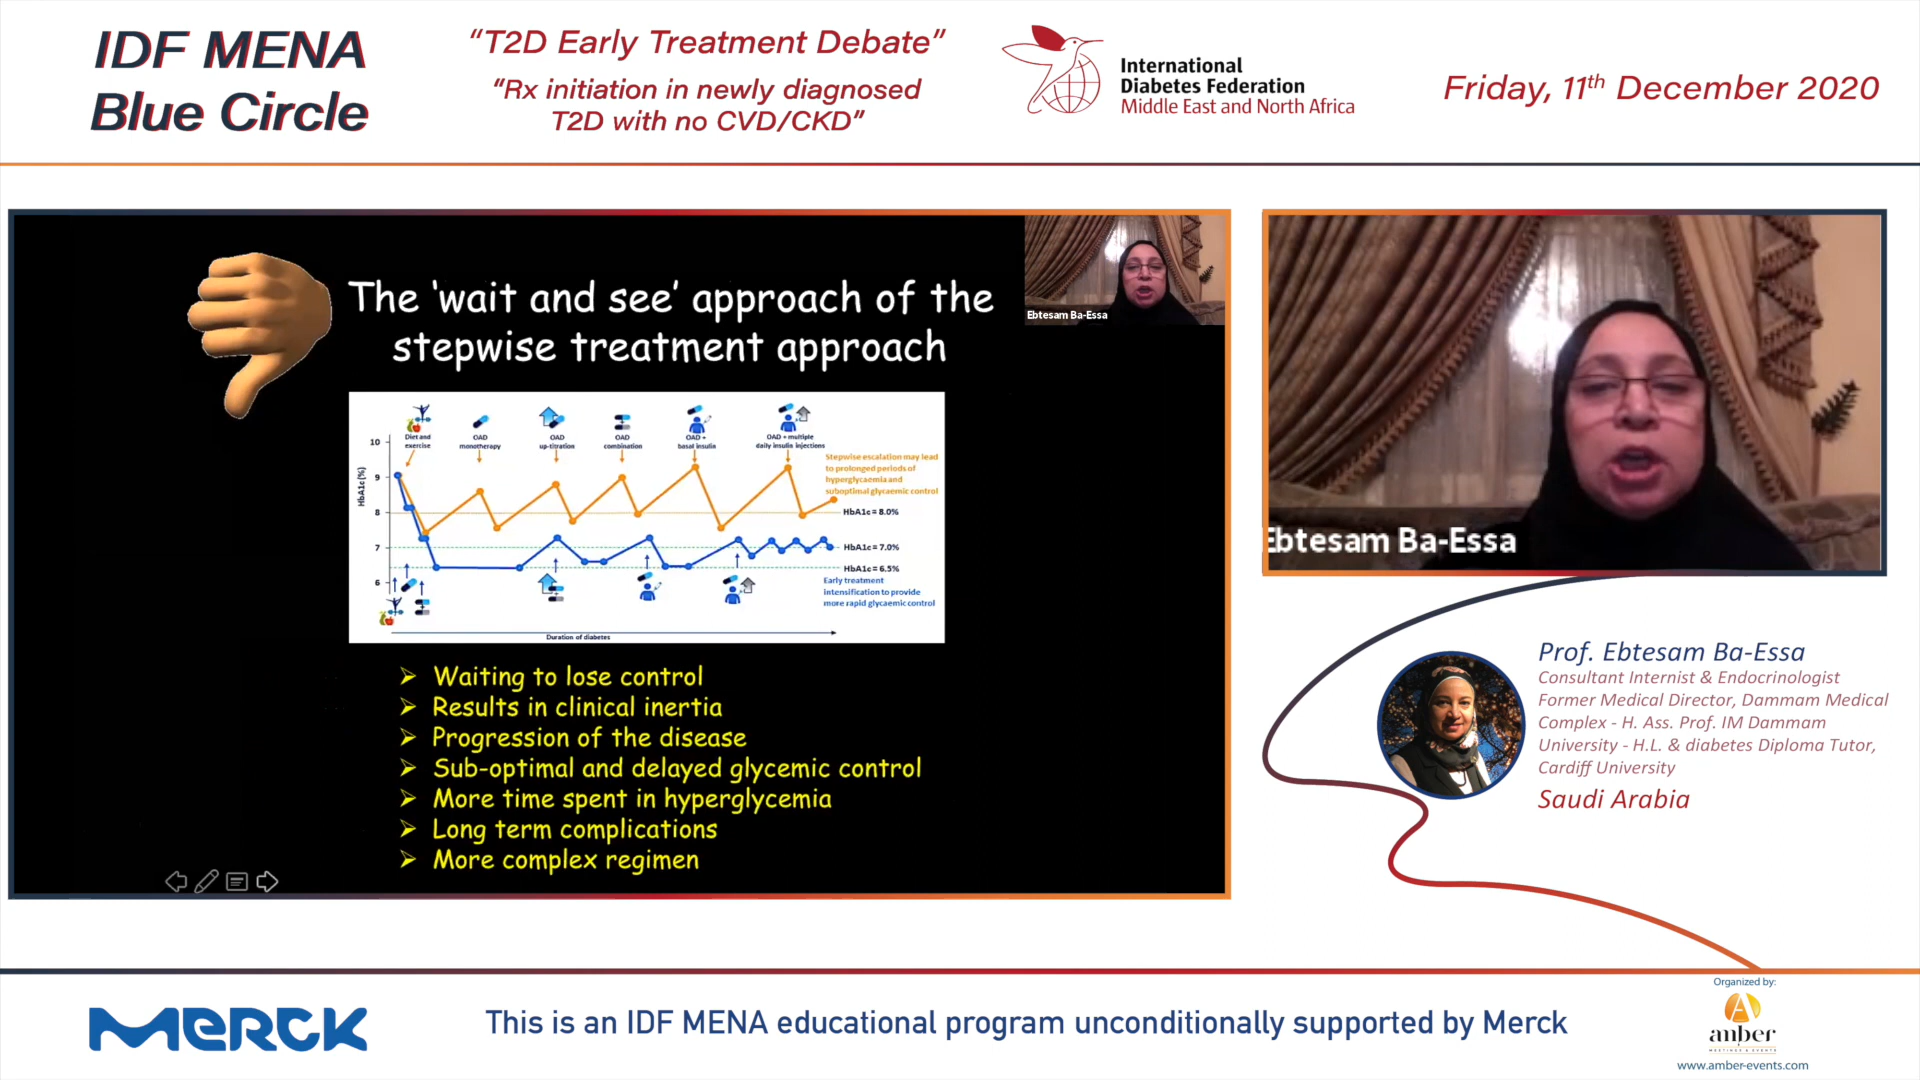 IDF MENA
Blue Circle
“T2D Early Treatment Debate”
“Rx initiation in newly diagnosed
T2D with no CVD/CKD”
International
Diabetes Federation
Middle East and North Africa
Friday, 11th December 2020
The ‘wait and see’ approach of the
stepwise treatment approach
Ebtesam Ba-Essa
Diet and
exercise
OAD
monotherapy
OAD
up-titration
OAD
combination
OAD +
basal insulin
OAD + multiple
daily insulin injections
HbA1c (%)
10
9
8
7
6
Stepwise escalation may lead
to prolonged periods of
hyperglycaemia and
suboptimal glycaemic control
HbA1c = 8.0%
HbA1c = 7.0%
HbA1c = 6.5%
Early treatment
intensification to provide
more rapid glycaemic control
Duration of diabetes
➢ Waiting to lose control
➢ Results in clinical inertia
➢ Progression of the disease
➢ Sub-optimal and delayed glycemic control
➢ More time spent in hyperglycemia
➢ Long term complications
➢ More complex regimen
Ebtesam Ba-Essa
Prof. Ebtesam Ba-Essa
Consultant Internist & Endocrinologist
Former Medical Director, Dammam Medical
Complex - H. Ass. Prof. IM Dammam
University - H.L. & diabetes Diploma Tutor,
Cardiff University
Saudi Arabia
MERCK
This is an IDF MENA educational program unconditionally supported by Merck
Organized by:
amber
MEETINGS & EVENTS
www.amber-events.com